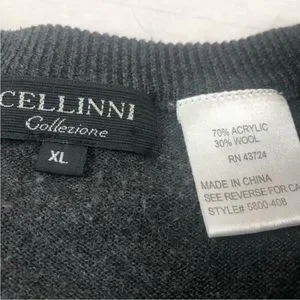 CELLINNI
Collezione
XL
70% ACRYLIC
30% WOOL
RN 43724
MADE IN CHINA
SEE REVERSE FOR CA
STYLE# 5800-408